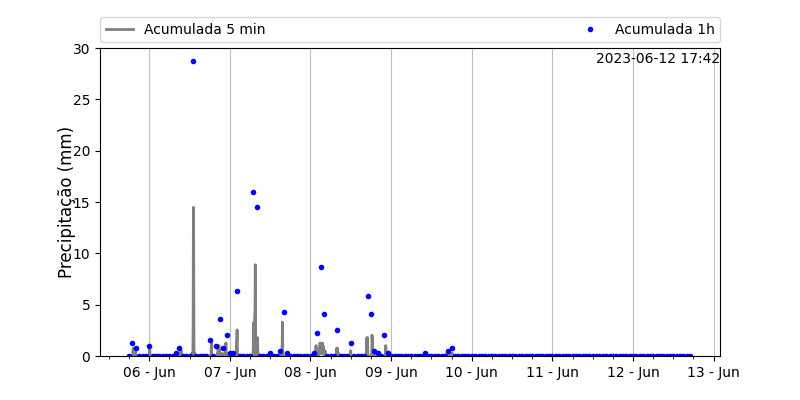 Acumulada 5 min
Acumulada 1h
2023-06-12 17:42
Precipitação (mm)
30
25
20
15
10
5
0
06 - Jun
07 - Jun
08 - Jun
09 - Jun
10 - Jun
11 - Jun
12 - Jun
13 - Jun